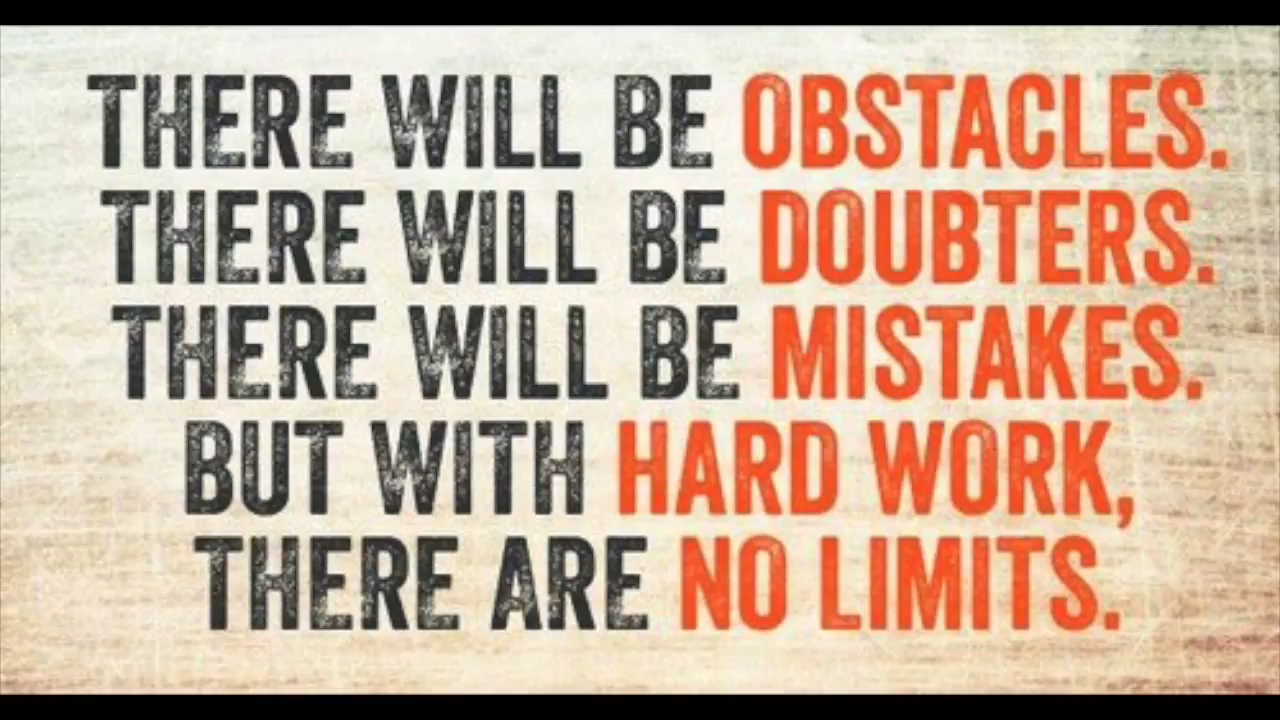 THERE WILL BE OBSTACLES.
THERE WILL BE DOUBTERS.
THERE WILL BE MISTAKES.
BUT WITH HARD WORK,
THERE ARE NO LIMITS.